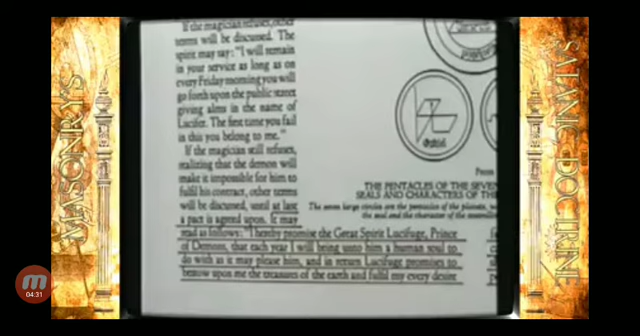 If the magician refuses, other
terms will be discused. The
spirit may say: "I will remain
in your service as long as on
every Friday morning you will
go forth upon the public street
giving alms in the name of
Lucifer. The first time you fail
in this you belong to me."
If the magician still refuses,
realizing that the demon will
make it impossible for him to
fulfil his contract, other terms
will be discused, until at last
a pact is agreed upon. It may
read as follows: "I hereby promise the Great Spirit Lucifuge, Prince
of Demons, that each year I will being unto him a human soul to
do with as it may please him, and in return Lucifuge promises to
bestow upon me the treasures of the earth and fulfil my every desire
From
THE PENTACLES OF THE SEVEN
SEALS AND CHARACTERS OF THE
The seven large circles are the pentacles of the planets,
the seal and the character of the
MASONRY'S
SATANIC DOCTRINE
04:31